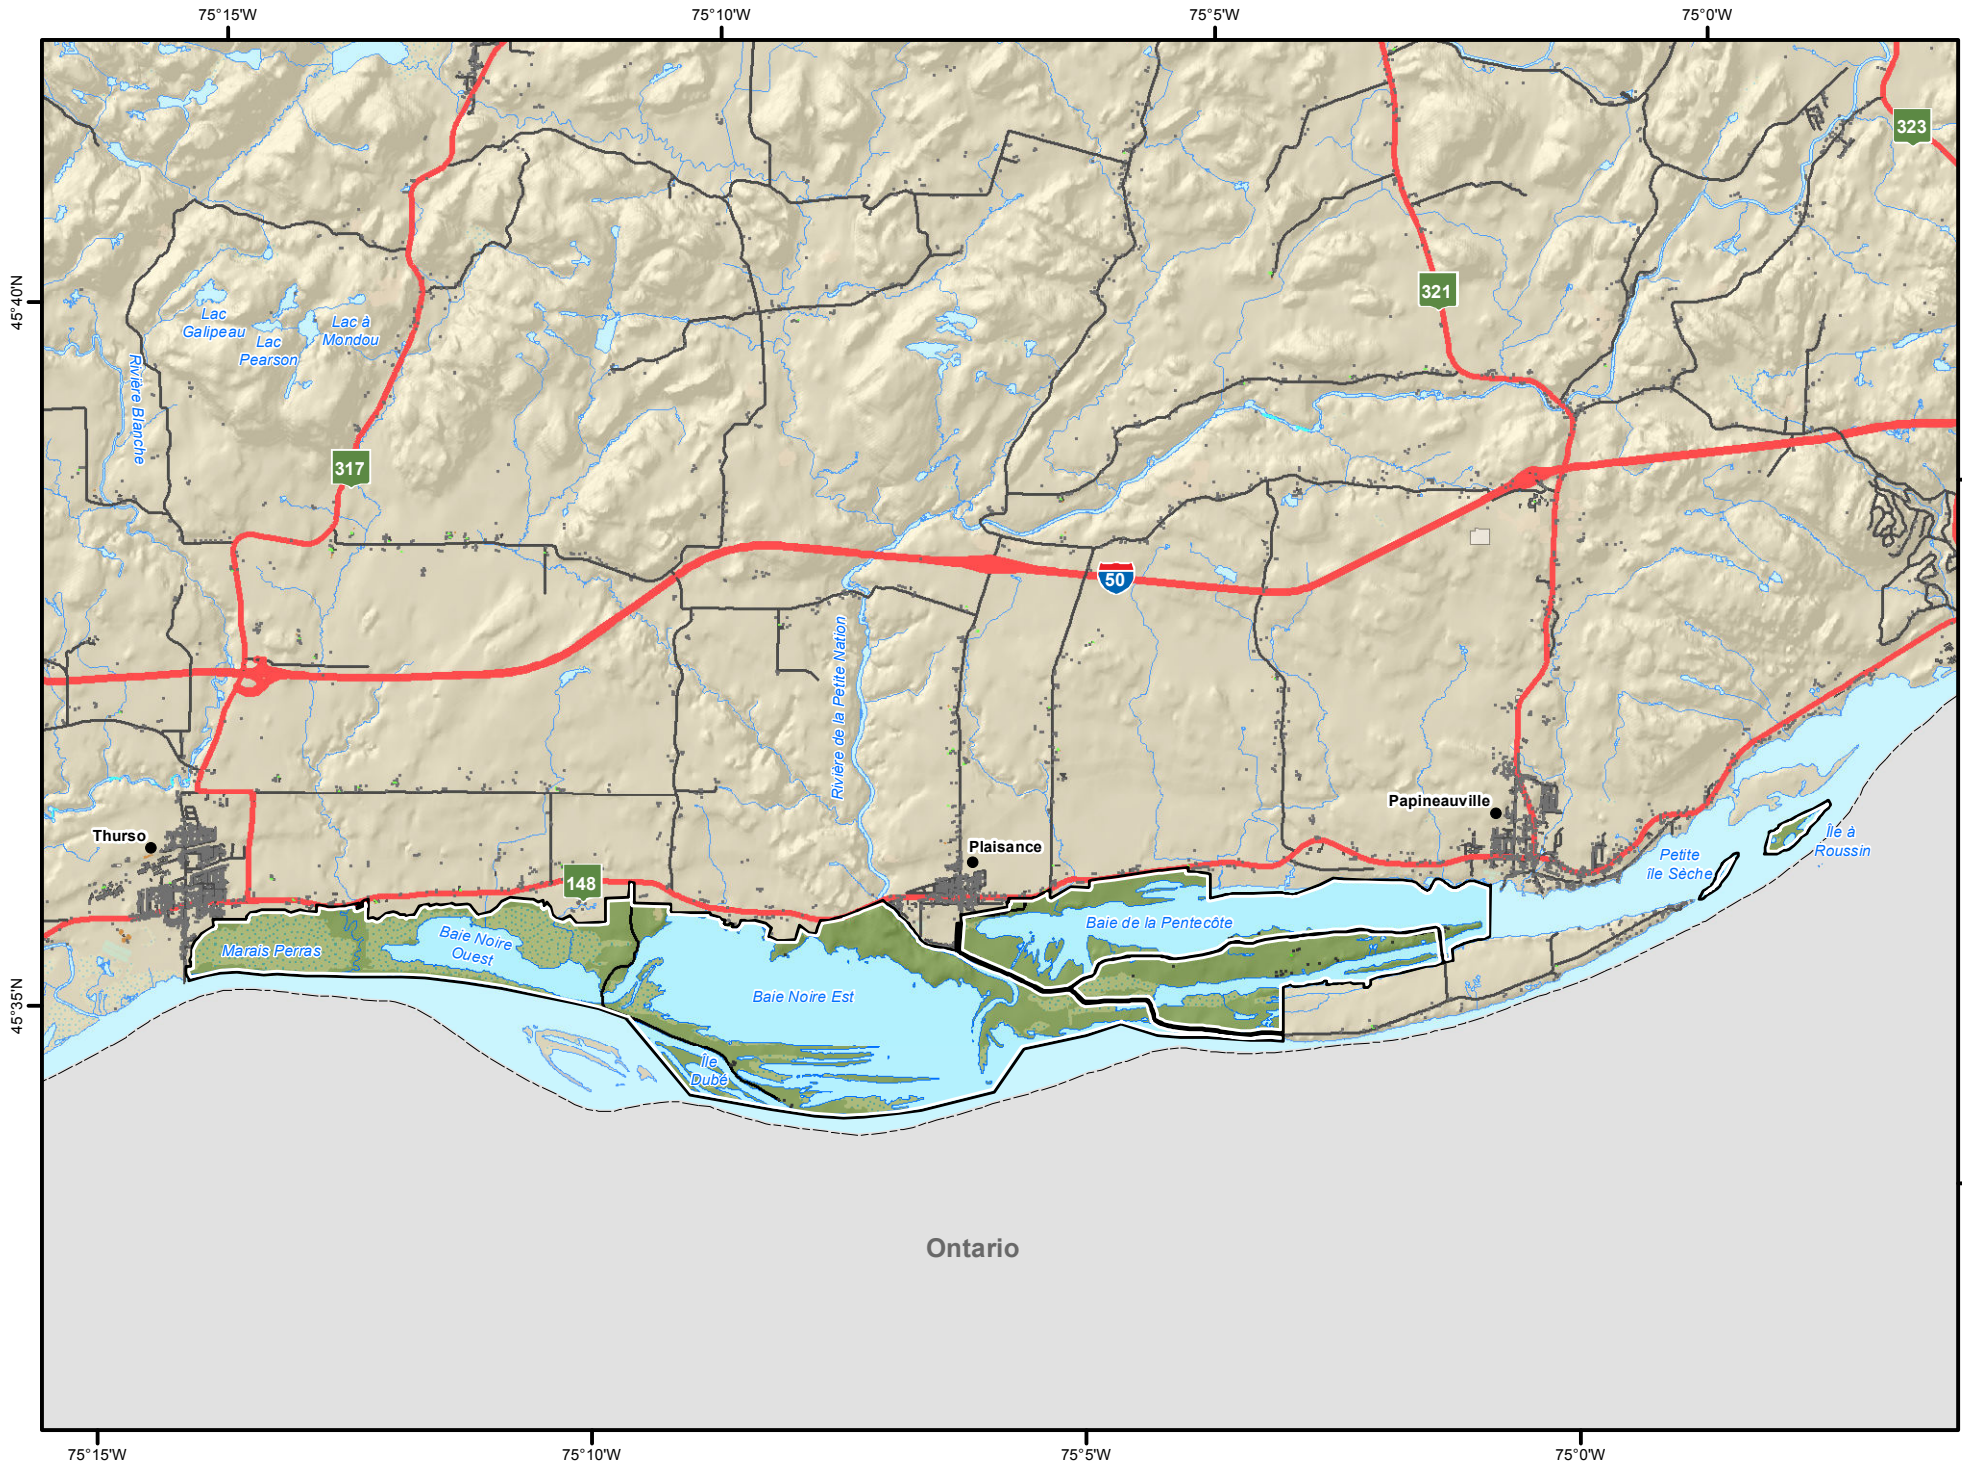 75°15'W
75°10'W
75°5'W
75°0'W
323
45°40'N
321
Lac
Galipeau
Lac
Pearson
Lac à
Mondou
Rivière Blanche
317
50
Rivière de la Petite Nation
Papineauville
Thurso
Plaisance
Île à
Roussin
Petite
île Sèche
148
Marais Perras
Baie Noire
Ouest
Baie de la Pentecôte
Baie Noire Est
45°35'N
Île
Dubé
Ontario
75°15'W
75°10'W
75°5'W
75°0'W